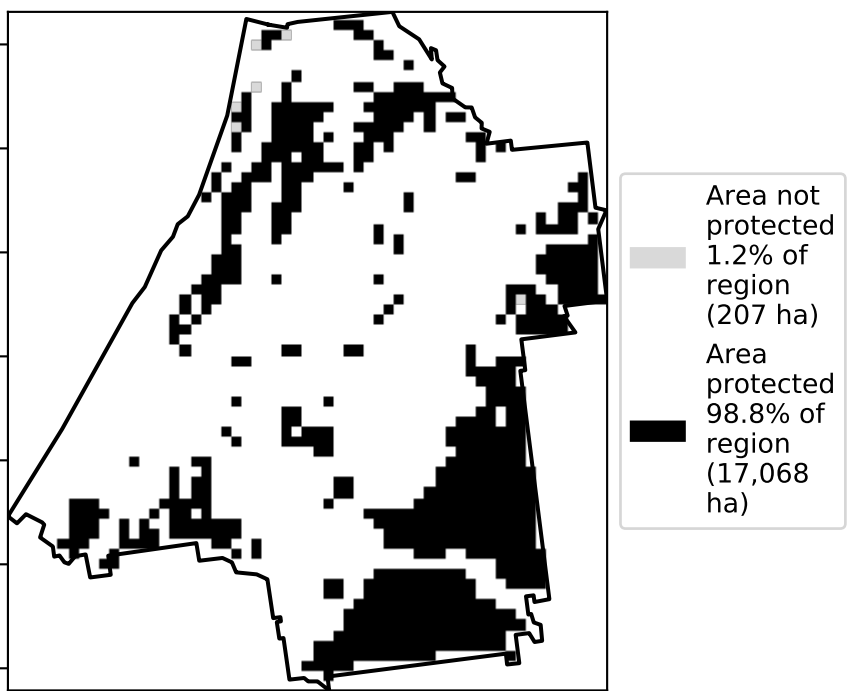 Area not
protected
1.2% of
region
(207 ha)
Area
protected
98.8% of
region
(17,068
ha)